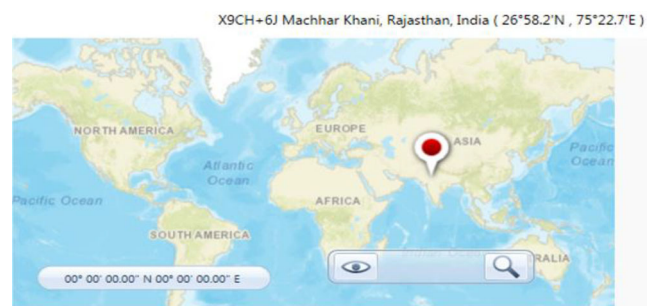 X9CH+6J Machhar Khani, Rajasthan, India ( 26°58.2'N , 75°22.7'E )
NORTH AMERICA
EUROPE
ASIA
Atlantic
Ocean
Pacific
Ocean
Pacific Ocean
AFRICA
SOUTH AMERICA
RALIA
00° 00' 00.00" N 00° 00' 00.00" E